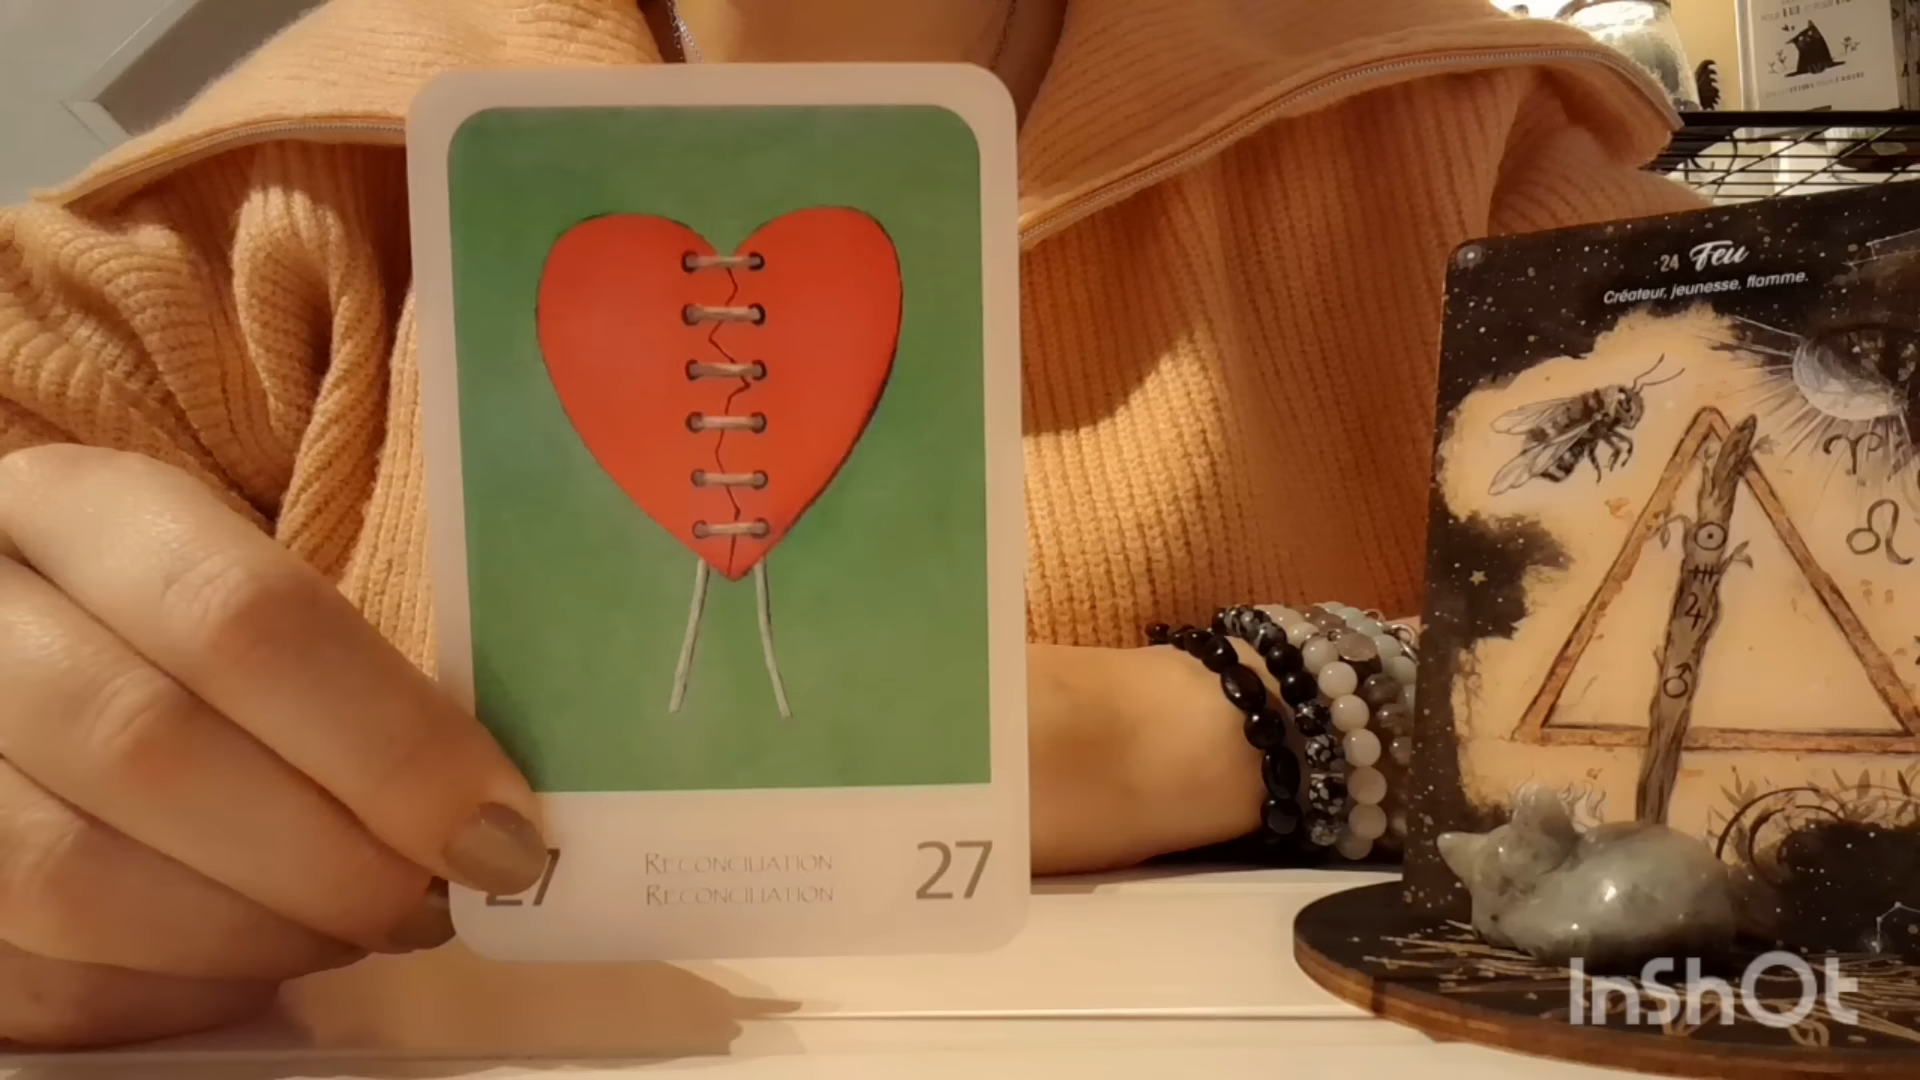 27
RECONCILIATION
RECONCILIATION
27
24 Feu
Créateur, jeunesse, flamme.
InShOt